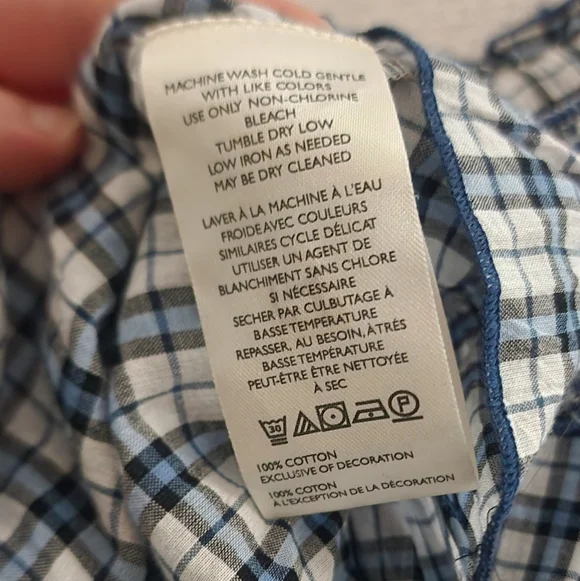 MACHINE WASH COLD GENTLE
WITH LIKE COLORS
USE ONLY NON-CHLORINE
BLEACH
TUMBLE DRY LOW
LOW IRON AS NEEDED
MAY BE DRY CLEANED
LAVER À LA MACHINE À L'EAU
FROIDE AVEC COULEURS
SIMILAIRES CYCLE DÉLICAT
UTILISER UN AGENT DE
BLANCHIMENT SANS CHLORE
SI NÉCESSAIRE
SECHER PAR CULBUTAGE À
BASSE TEMPERATURE
REPASSER, AU BESOIN, À TRÉS
BASSE TEMPÉRATURE
PEUT-ÊTRE ÊTRE NETTOYÉE
À SEC
30 P
100% COTTON
EXCLUSIVE OF DECORATION
100% COTON
À L'EXCEPTION DE LA DÉCORATION